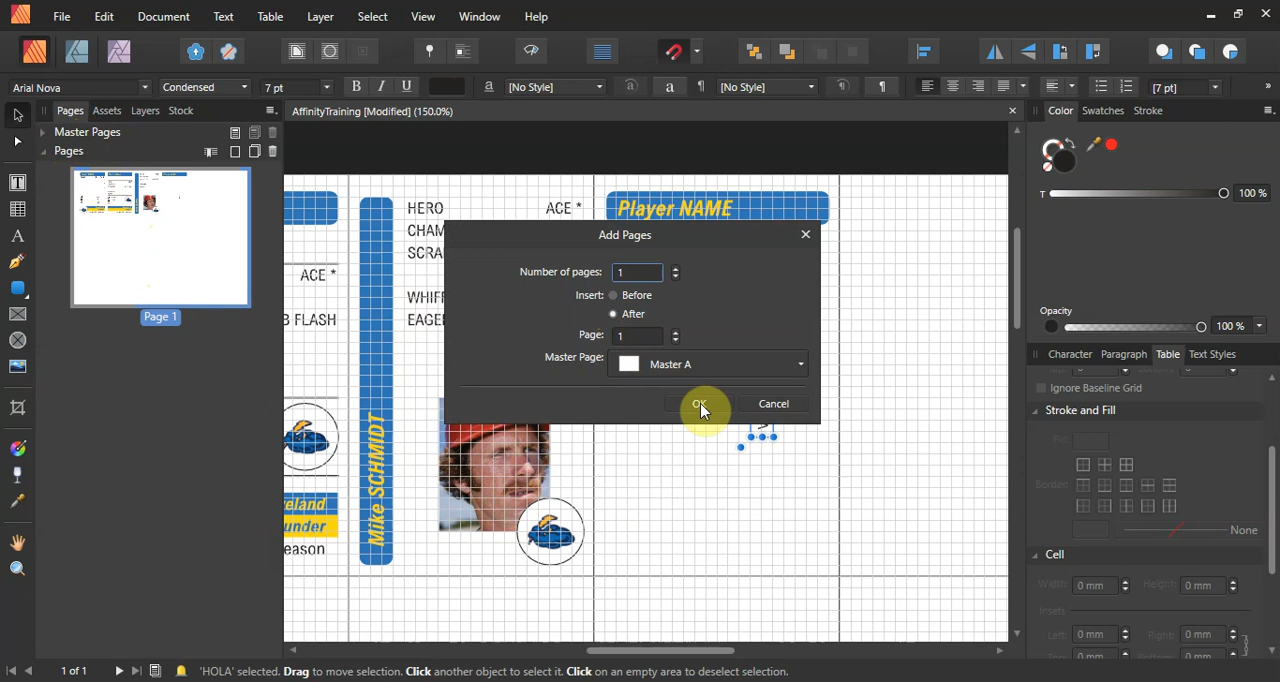 File Edit Document Text Table Layer Select View Window Help
Arial Nova Condensed 7 pt B I U a [No Style] a a ¶ [No Style] ¶ ¶ [7 pt] »
Pages Assets Layers Stock
AffinityTraining [Modified] (150.0%)
Color Swatches Stroke
Master Pages
Pages
Page 1
T 100 %
Opacity
100 %
Character Paragraph Table Text Styles
Ignore Baseline Grid
Stroke and Fill
Fill:
Border:
None
Cell
Width: 0 mm Height: 0 mm
Insets
Left: 0 mm Right: 0 mm
0 mm 0 mm
HERO ACE *
Player NAME
ACE *
B FLASH
eland
under
eason
Mike SCHMIDT
Add Pages
Number of pages: 1
Insert: Before
After
Page: 1
Master Page: Master A
OK Cancel
1 of 1
'HOLA' selected. Drag to move selection. Click another object to select it. Click on an empty area to deselect selection.